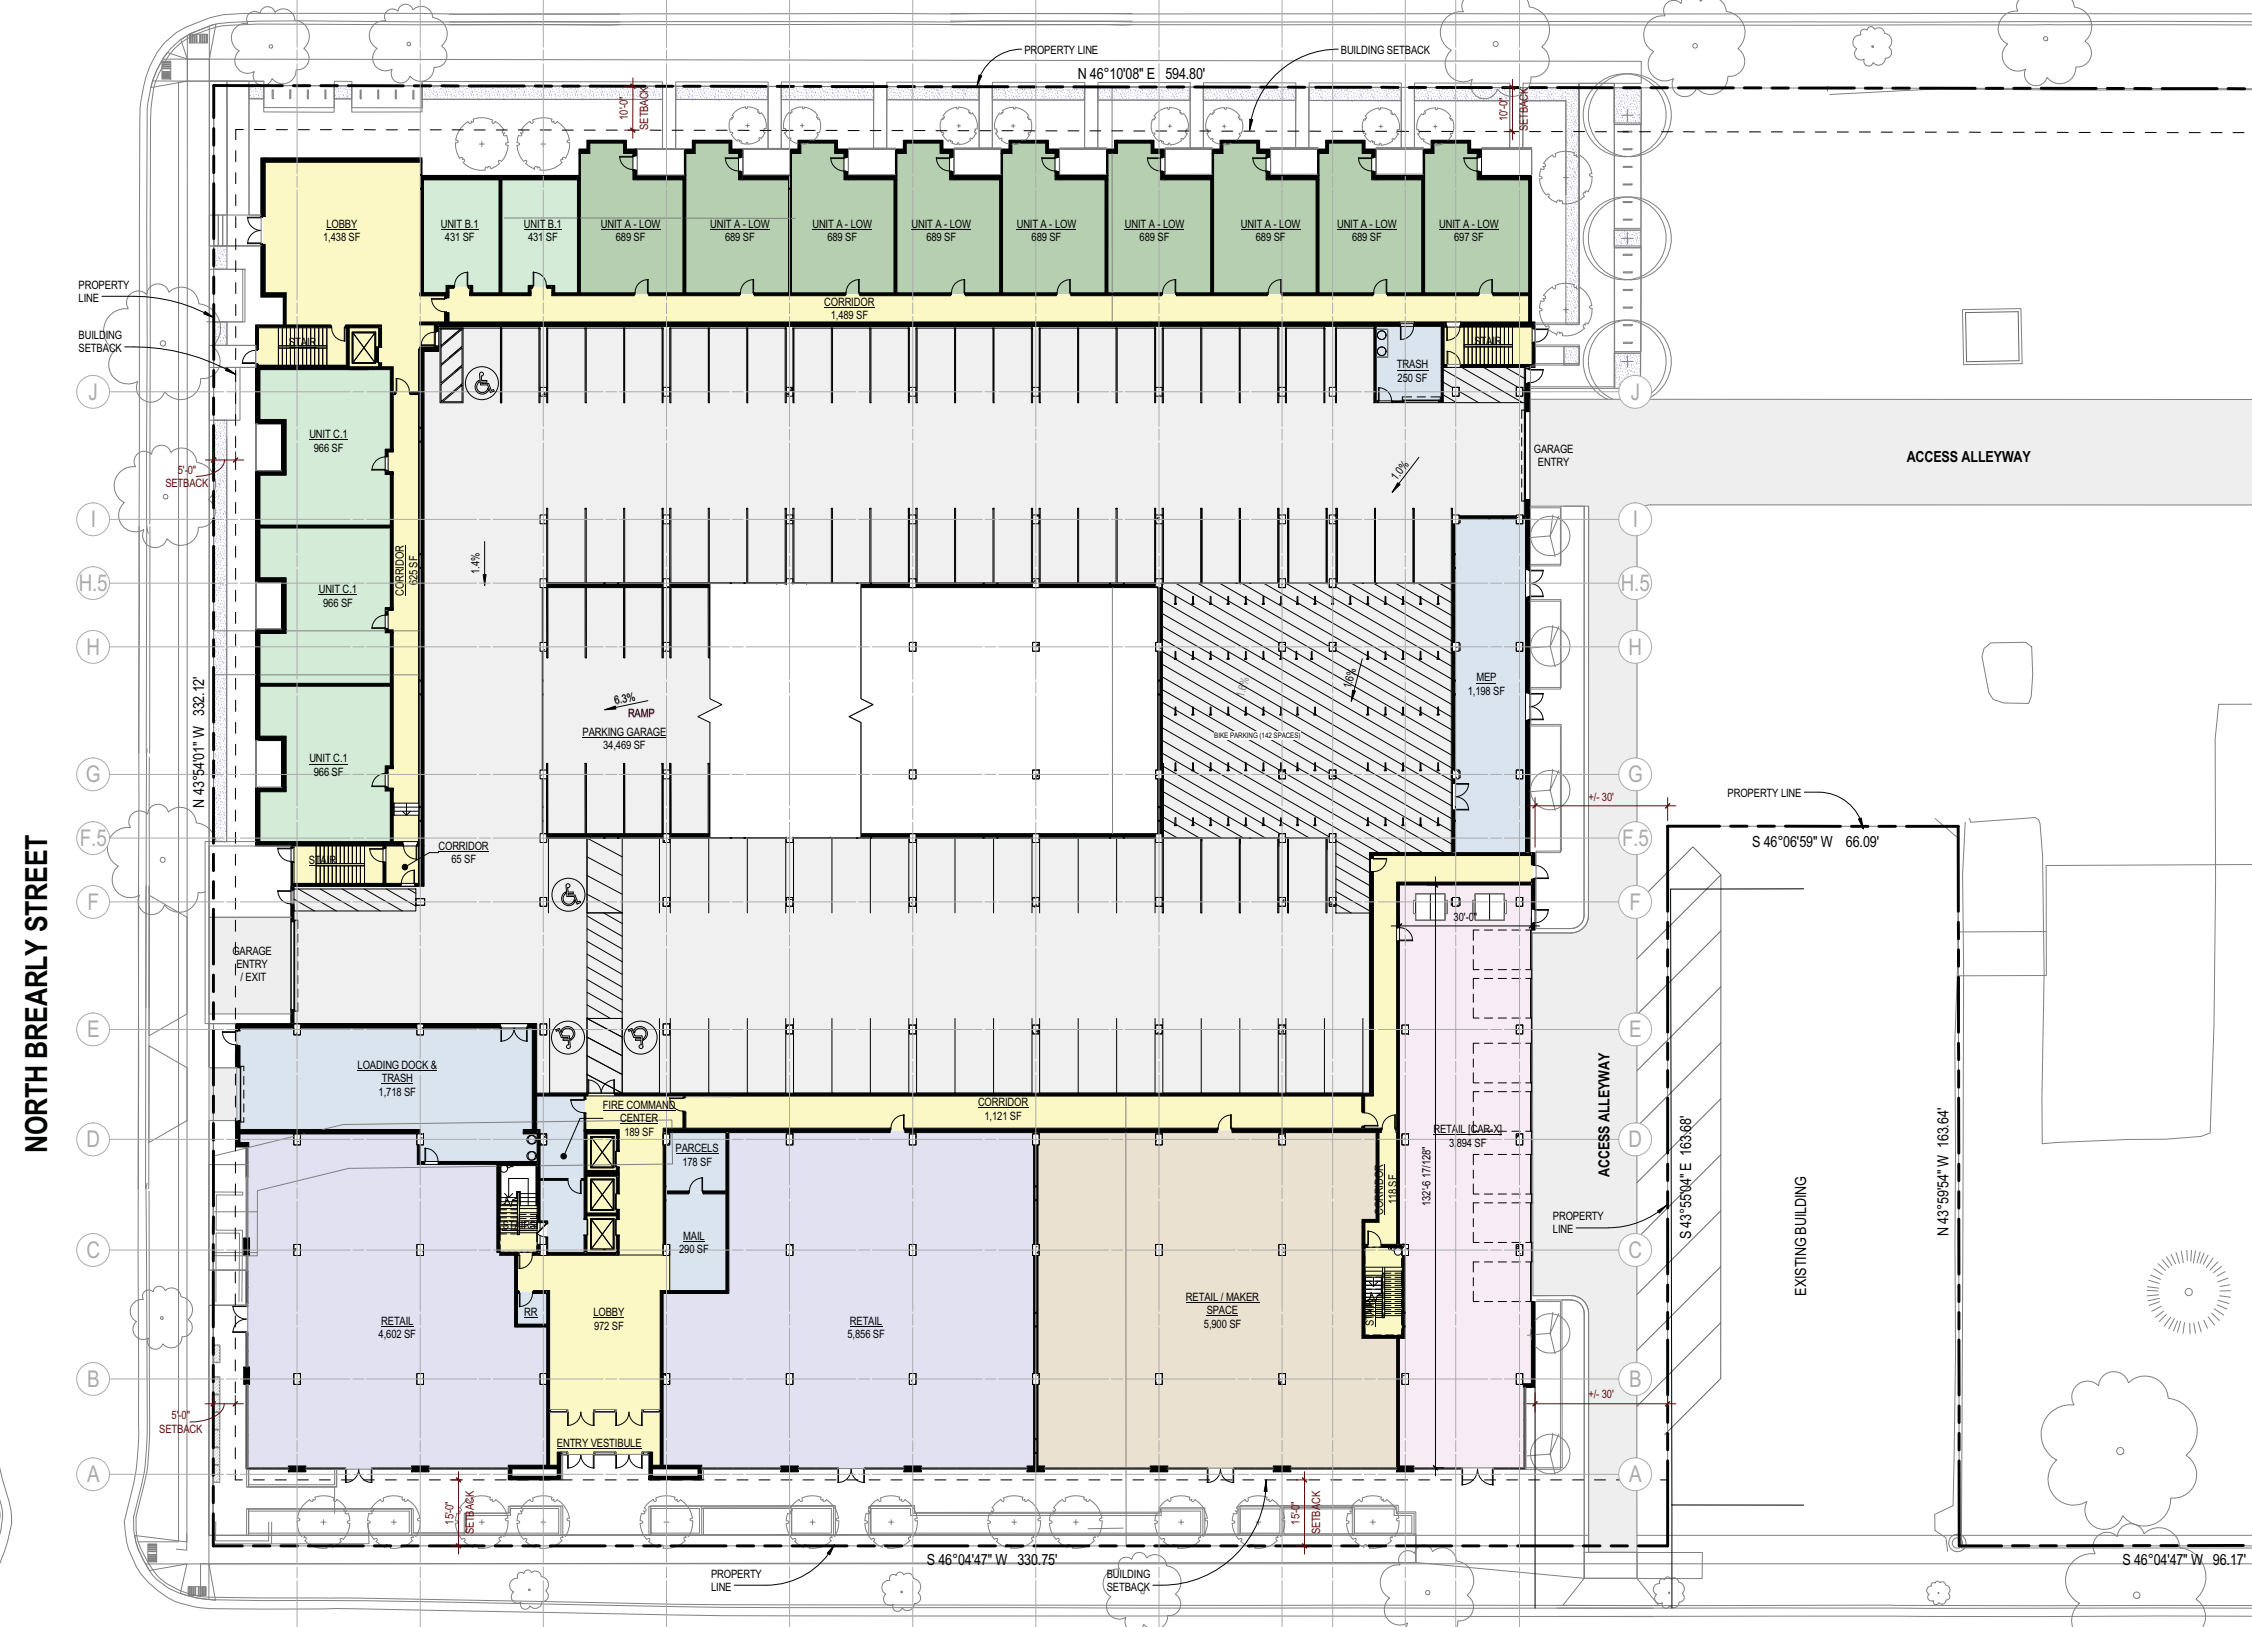 PROPERTY LINE
BUILDING SETBACK
N 46°10'08" E 594.80'
10'-0"
SETBACK
10'-0"
SETBACK
LOBBY
1,438 SF
UNIT B.1
431 SF
UNIT B.1
431 SF
UNIT A - LOW
689 SF
UNIT A - LOW
689 SF
UNIT A - LOW
689 SF
UNIT A - LOW
689 SF
UNIT A - LOW
689 SF
UNIT A - LOW
689 SF
UNIT A - LOW
689 SF
UNIT A - LOW
689 SF
UNIT A - LOW
697 SF
PROPERTY
LINE
BUILDING
SETBACK
CORRIDOR
1,489 SF
STAIR
STAIR
TRASH
250 SF
J
J
UNIT C.1
966 SF
5'-0"
SETBACK
GARAGE
ENTRY
ACCESS ALLEYWAY
1.0%
I
I
1.4%
CORRIDOR
625 SF
H.5
H.5
UNIT C.1
966 SF
H
H
6.3%
RAMP
PARKING GARAGE
34,469 SF
1.6%
1.6%
BIKE PARKING (142 SPACES)
MEP
1,198 SF
N 43°54'01" W 332.12'
UNIT C.1
966 SF
G
G
+/- 30'
PROPERTY LINE
S 46°06'59" W 66.09'
F.5
F.5
STAIR
CORRIDOR
65 SF
F
F
30'-0"
NORTH BREARLY STREET
GARAGE
ENTRY
/ EXIT
E
E
LOADING DOCK &
TRASH
1,718 SF
FIRE COMMAND
CENTER
189 SF
CORRIDOR
1,121 SF
D
D
PARCELS
178 SF
RETAIL [CAR-X]
3,894 SF
132'-6 17/128"
CORRIDOR
118 SF
ACCESS ALLEYWAY
PROPERTY
LINE
S 43°55'04" E 163.68'
EXISTING BUILDING
N 43°59'54" W 163.64'
MAIL
290 SF
C
C
RR
LOBBY
972 SF
RETAIL
4,602 SF
RETAIL
5,856 SF
RETAIL / MAKER
SPACE
5,900 SF
B
B
+/- 30'
5'-0"
SETBACK
ENTRY VESTIBULE
A
A
15'-0"
SETBACK
15'-0"
SETBACK
S 46°04'47" W 330.75'
PROPERTY
LINE
BUILDING
SETBACK
S 46°04'47" W 96.17'